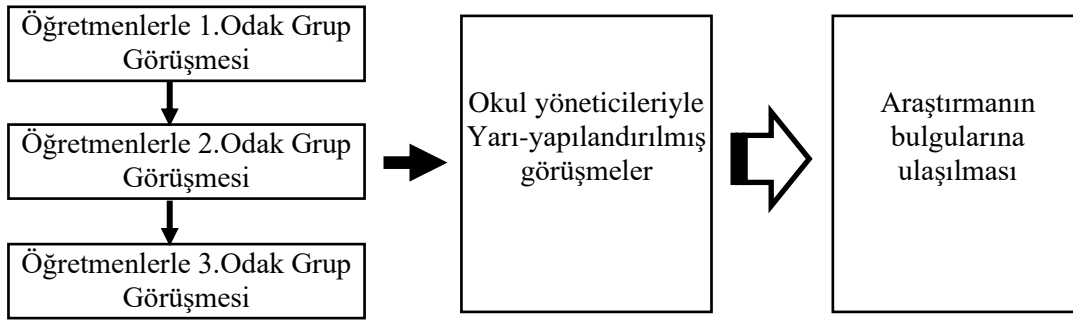 Öğretmenlerle 1.Odak Grup
Görüşmesi
Öğretmenlerle 2.Odak Grup
Görüşmesi
Öğretmenlerle 3.Odak Grup
Görüşmesi
Okul yöneticileriyle
Yarı-yapılandırılmış
görüşmeler
Araştırmanın
bulgularına
ulaşılması